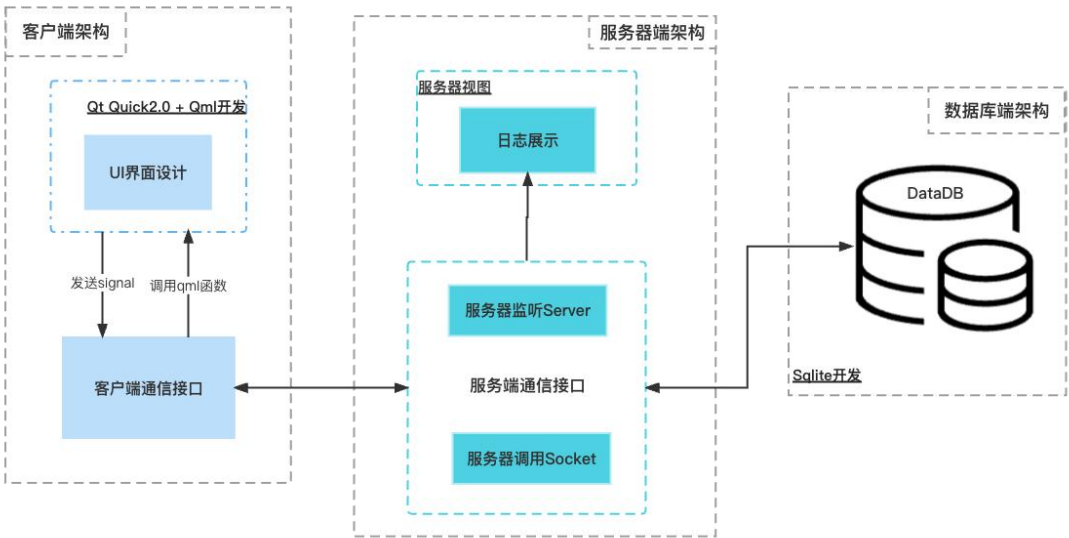 客户端架构
Qt Quick2.0 + Qml开发
UI界面设计
发送signal
调用qml函数
客户端通信接口
服务器端架构
服务器视图
日志展示
服务器监听Server
服务端通信接口
服务器调用Socket
数据库端架构
DataDB
Sqlite开发